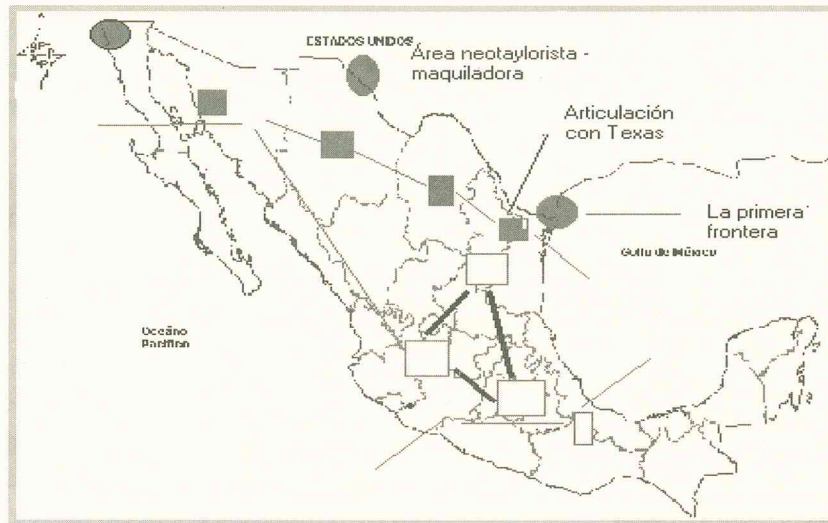 ESTADOS UNIDOS
Área neotaylorista -
maquiladora
Articulación
con Texas
La primera
frontera
Golfo de México
Océano
Pacífico